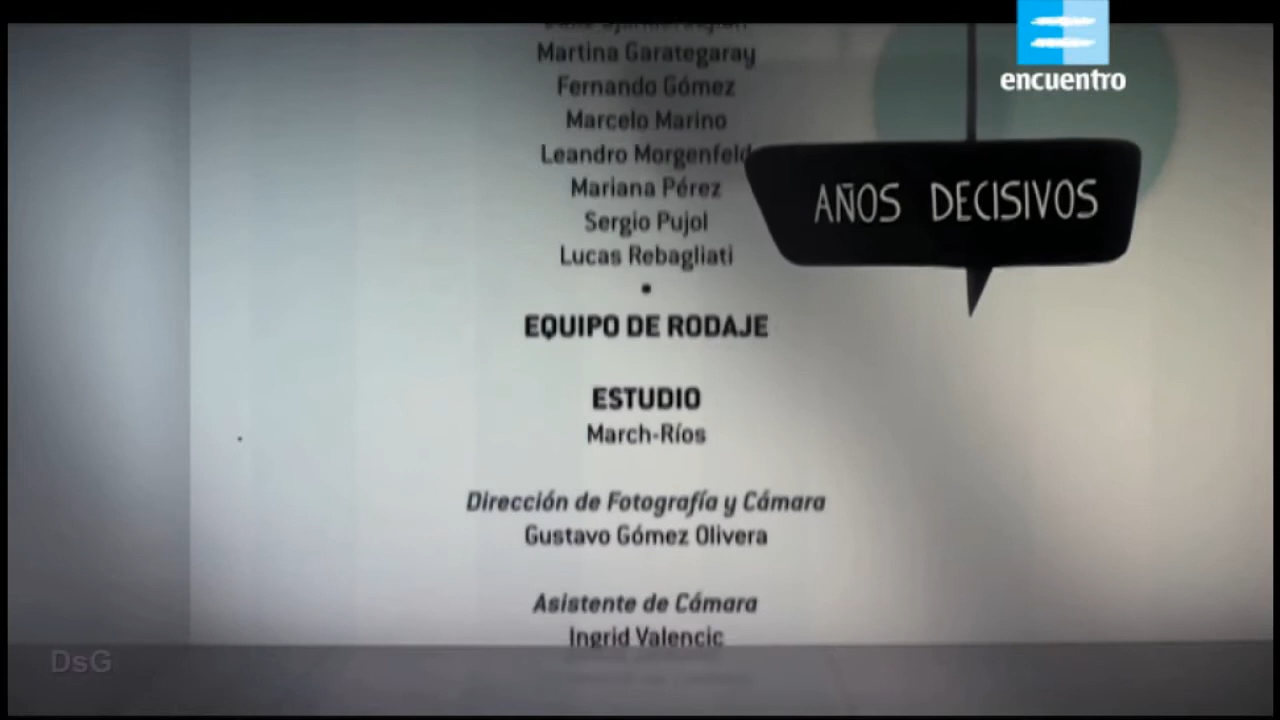 encuentro
Martina Garategaray
Fernando Gómez
Marcelo Marino
Leandro Morgenfeld
Mariana Pérez
Sergio Pujol
Lucas Rebagliati
AÑOS DECISIVOS
EQUIPO DE RODAJE
ESTUDIO
March-Ríos
Dirección de Fotografía y Cámara
Gustavo Gómez Olivera
Asistente de Cámara
Ingrid Valencic
DsG